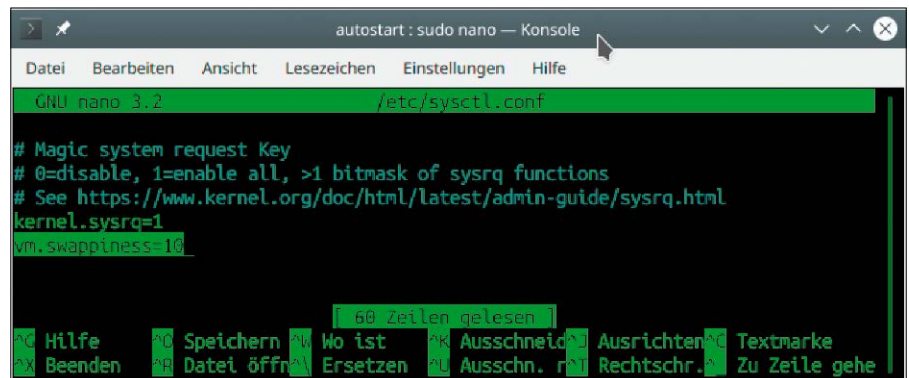 autostart : sudo nano — Konsole
Datei Bearbeiten Ansicht Lesezeichen Einstellungen Hilfe
GNU nano 3.2 /etc/sysctl.conf
# Magic system request Key
# 0=disable, 1=enable all, >1 bitmask of sysrq functions
# See https://www.kernel.org/doc/html/latest/admin-guide/sysrq.html
kernel.sysrq=1
vm.swappiness=10
[ 60 Zeilen gelesen ]
^G Hilfe ^O Speichern ^W Wo ist ^K Ausschneid^J Ausrichten^C Textmarke
^X Beenden ^R Datei öffn^\ Ersetzen ^U Ausschn. r^T Rechtschr.^_ Zu Zeile gehe